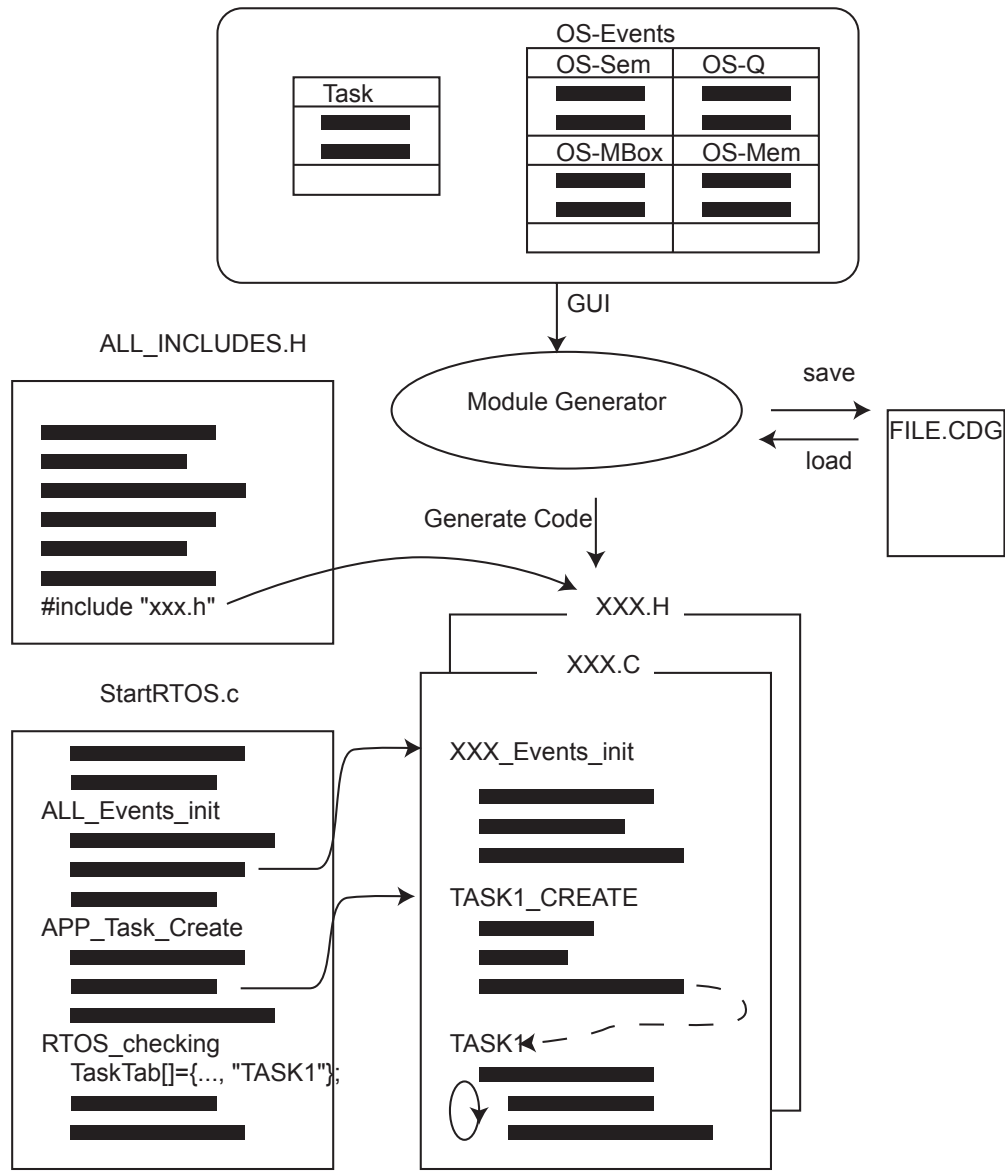 OS-Events
OS-Sem OS-Q
Task
OS-MBox OS-Mem
GUI
ALL_INCLUDES.H
Module Generator
save
FILE.CDG
load
Generate Code
#include "xxx.h"
XXX.H
XXX.C
StartRTOS.c
XXX_Events_init
ALL_Events_init
TASK1_CREATE
APP_Task_Create
RTOS_checking
TASK1
TaskTab[]={..., "TASK1"};